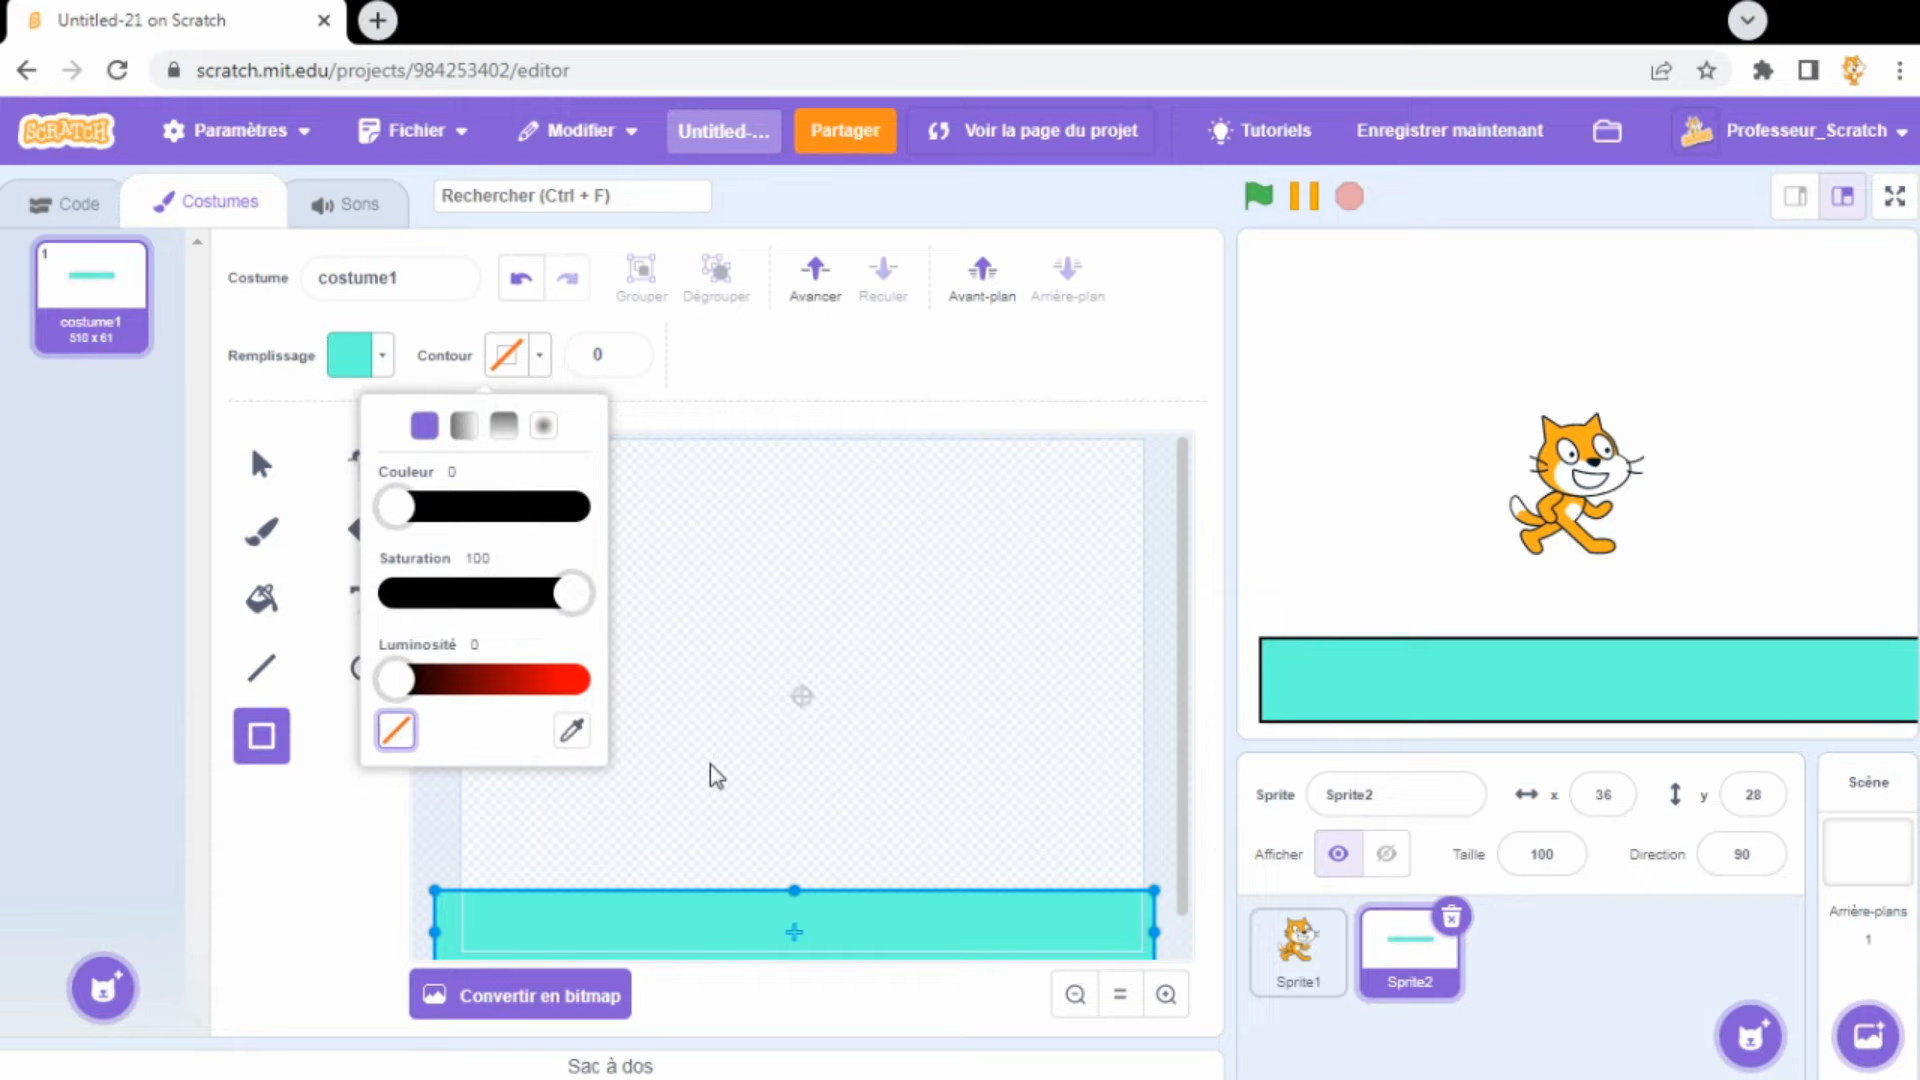 Untitled-21 on Scratch
scratch.mit.edu/projects/984253402/editor
SCRATCH
Paramètres
Fichier
Modifier
Untitled-...
Partager
Voir la page du projet
Tutoriels
Enregistrer maintenant
Professeur_Scratch
Code
Costumes
Sons
Rechercher (Ctrl + F)
1
costume1
510 x 61
Costume
costume1
Grouper
Dégrouper
Avancer
Reculer
Avant-plan
Arrière-plan
Remplissage
Contour
0
Couleur 0
Saturation 100
Luminosité 0
Convertir en bitmap
Sac à dos
Sprite
Sprite2
x
36
y
28
Afficher
Taille
100
Direction
90
Sprite1
Sprite2
Scène
Arrière-plans
1